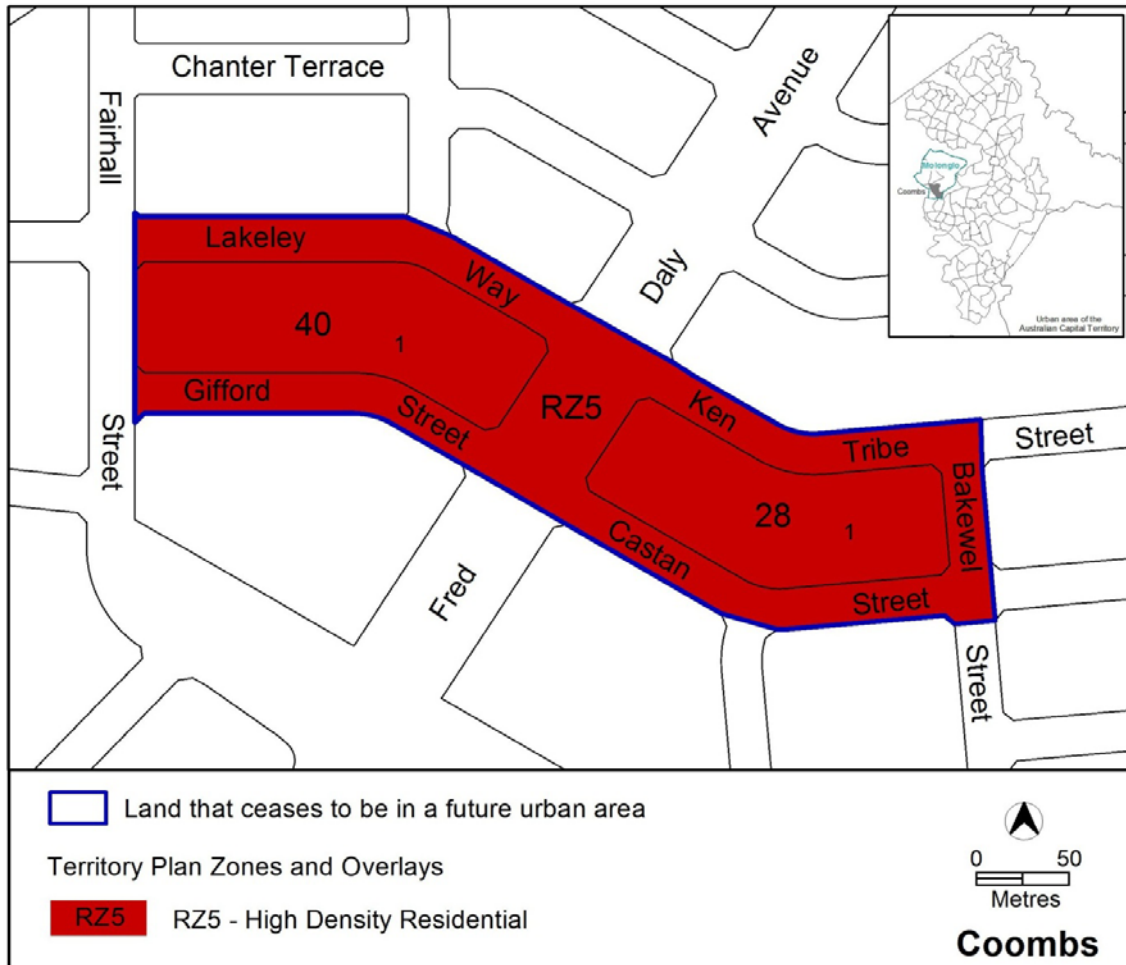 Chanter Terrace
Fairhall
Street
Avenue
Daly
Fred
Lakeley
Way
40
1
Gifford
Street
RZ5
Ken
Tribe
Street
Bakewel
Street
28
1
Castan
Street
Molonglo
Coombs
Urban area of the
Australian Capital Territory
Land that ceases to be in a future urban area
Territory Plan Zones and Overlays
RZ5
RZ5 - High Density Residential
0 50
Metres
Coombs